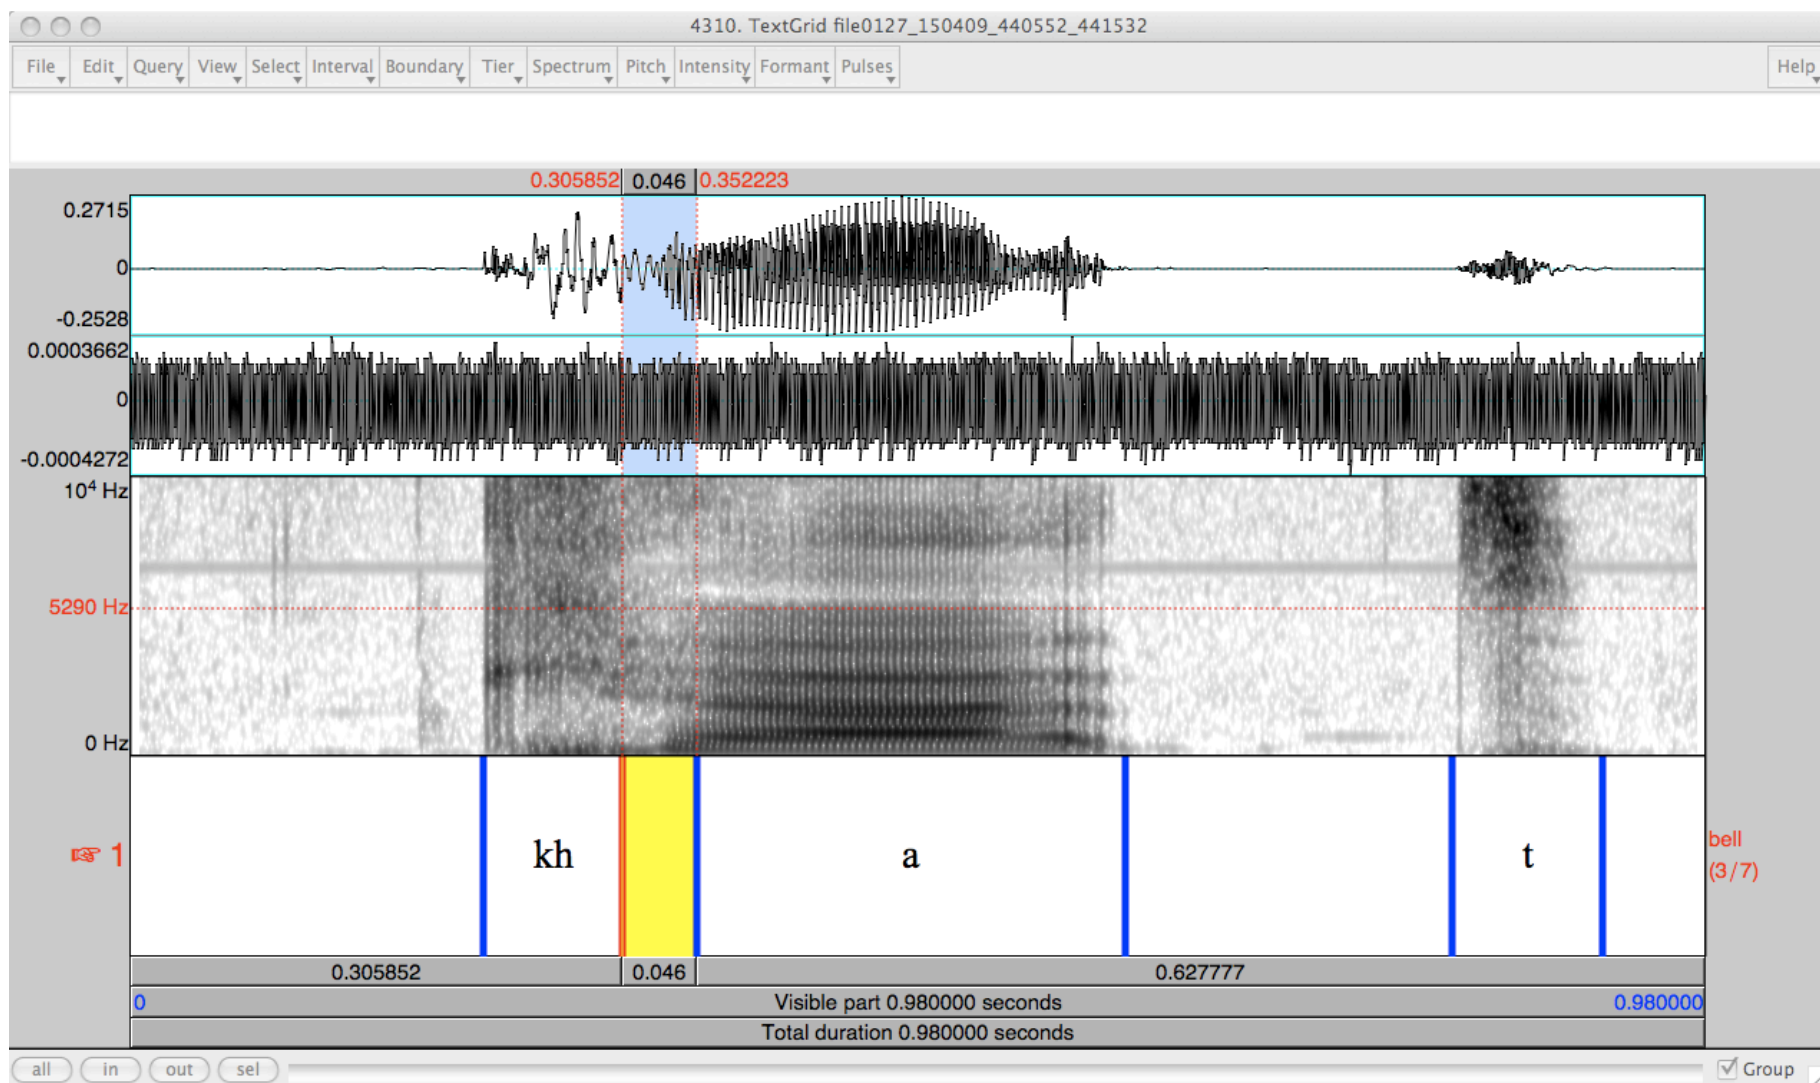 4310. TextGrid file0127_150409_440552_441532
File Edit Query View Select Interval Boundary Tier Spectrum Pitch Intensity Formant Pulses Help
0.305852 0.046 0.352223
0.2715
0
-0.2528
0.0003662
0
-0.0004272
10⁴ Hz
5290 Hz
0 Hz
☞ 1 kh a t bell
(3/7)
0.305852 0.046 0.627777
0 Visible part 0.980000 seconds 0.980000
Total duration 0.980000 seconds
all in out sel Group